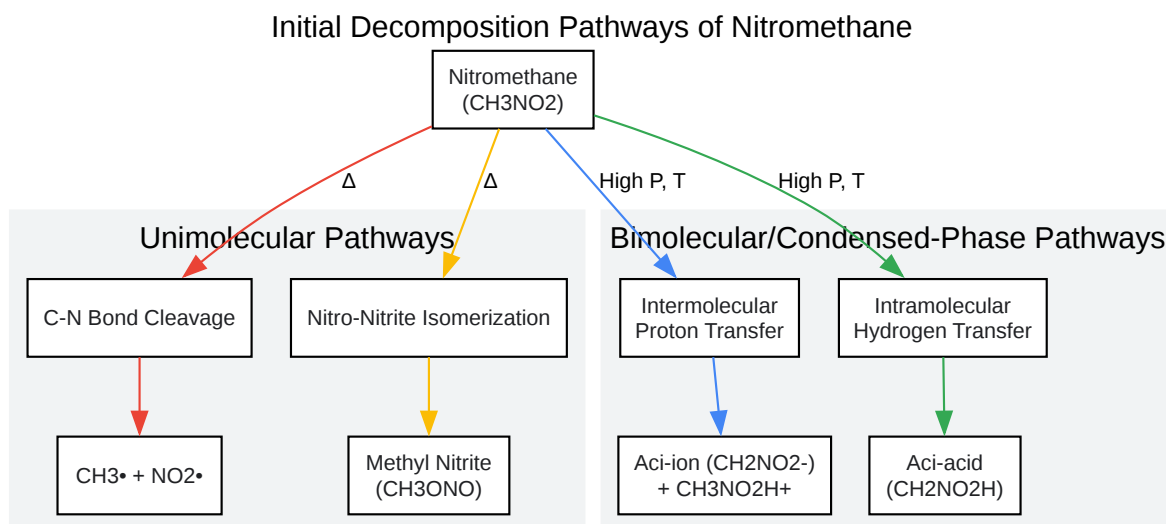 Initial Decomposition Pathways of Nitromethane
Nitromethane
(CH3NO2)
Δ
Δ
High P, T
High P, T
Unimolecular Pathways
Bimolecular/Condensed-Phase Pathways
C-N Bond Cleavage
Nitro-Nitrite Isomerization
Intermolecular
Proton Transfer
Intramolecular
Hydrogen Transfer
CH3• + NO2•
Methyl Nitrite
(CH3ONO)
Aci-ion (CH2NO2-)
+ CH3NO2H+
Aci-acid
(CH2NO2H)